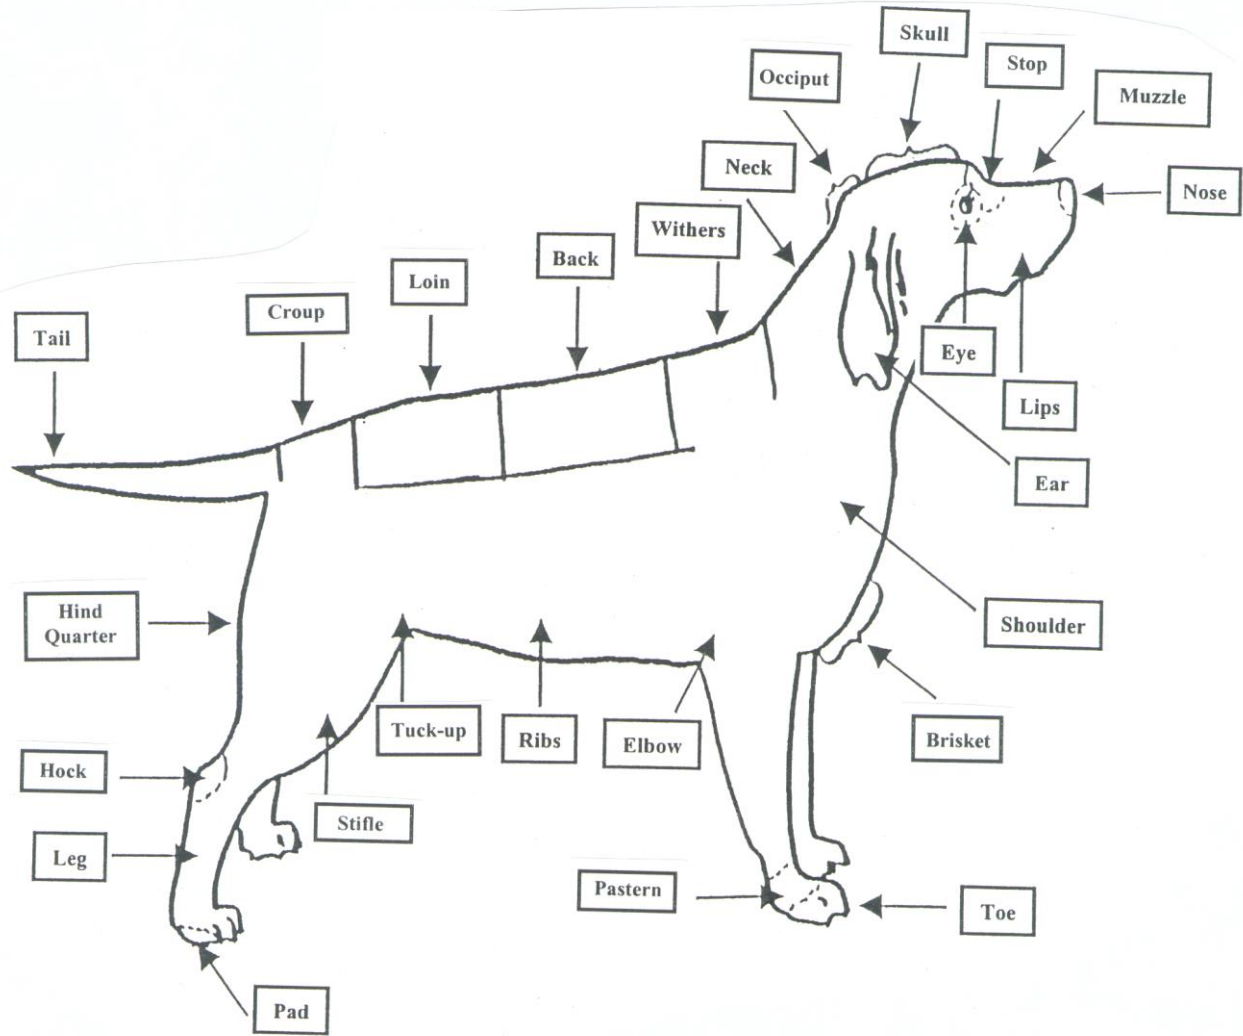 Skull
Stop
Occiput
Muzzle
Neck
Nose
Withers
Back
Loin
Croup
Tail
Eye
Lips
Ear
Hind
Quarter
Shoulder
Tuck-up
Ribs
Elbow
Brisket
Hock
Stifle
Leg
Pastern
Toe
Pad